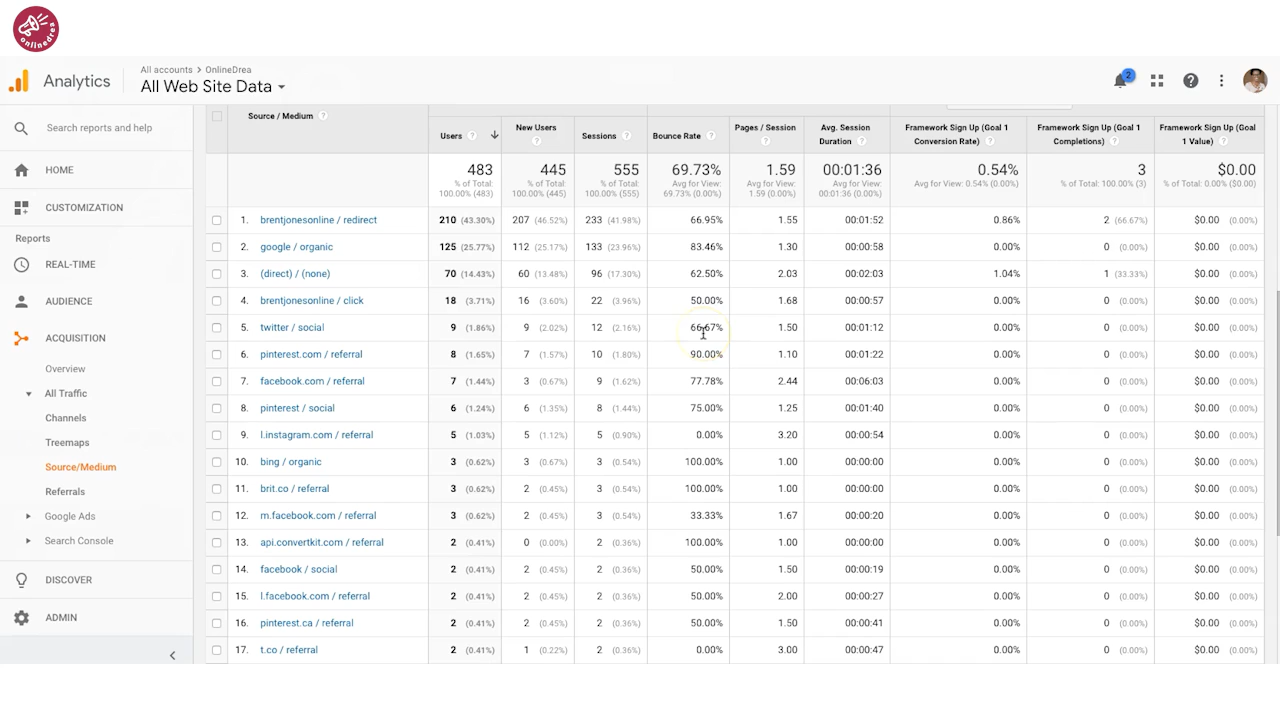 onlinedrea
Analytics
All accounts > OnlineDrea
All Web Site Data
2
Search reports and help
HOME
CUSTOMIZATION
Reports
REAL-TIME
AUDIENCE
ACQUISITION
Overview
All Traffic
Channels
Treemaps
Source/Medium
Referrals
Google Ads
Search Console
DISCOVER
ADMIN
Source / Medium Users New Users Sessions Bounce Rate Pages / Session Avg. Session Duration Framework Sign Up (Goal 1 Conversion Rate) Framework Sign Up (Goal 1 Completions) Framework Sign Up (Goal 1 Value)
483 445 555 69.73% 1.59 00:01:36 0.54% 3 $0.00
% of Total: 100.00% (483) % of Total: 100.00% (445) % of Total: 100.00% (555) Avg for View: 69.73% (0.00%) Avg for View: 1.59 (0.00%) Avg for View: 00:01:36 (0.00%) Avg for View: 0.54% (0.00%) % of Total: 100.00% (3) % of Total: 0.00% ($0.00)
1. brentjonesonline / redirect 210 (43.30%) 207 (46.52%) 233 (41.98%) 66.95% 1.55 00:01:52 0.86% 2 (66.67%) $0.00 (0.00%)
2. google / organic 125 (25.77%) 112 (25.17%) 133 (23.96%) 83.46% 1.30 00:00:58 0.00% 0 (0.00%) $0.00 (0.00%)
3. (direct) / (none) 70 (14.43%) 60 (13.48%) 96 (17.30%) 62.50% 2.03 00:02:03 1.04% 1 (33.33%) $0.00 (0.00%)
4. brentjonesonline / click 18 (3.71%) 16 (3.60%) 22 (3.96%) 50.00% 1.68 00:00:57 0.00% 0 (0.00%) $0.00 (0.00%)
5. twitter / social 9 (1.86%) 9 (2.02%) 12 (2.16%) 66.67% 1.50 00:01:12 0.00% 0 (0.00%) $0.00 (0.00%)
6. pinterest.com / referral 8 (1.65%) 7 (1.57%) 10 (1.80%) 90.00% 1.10 00:01:22 0.00% 0 (0.00%) $0.00 (0.00%)
7. facebook.com / referral 7 (1.44%) 3 (0.67%) 9 (1.62%) 77.78% 2.44 00:06:03 0.00% 0 (0.00%) $0.00 (0.00%)
8. pinterest / social 6 (1.24%) 6 (1.35%) 8 (1.44%) 75.00% 1.25 00:01:40 0.00% 0 (0.00%) $0.00 (0.00%)
9. l.instagram.com / referral 5 (1.03%) 5 (1.12%) 5 (0.90%) 0.00% 3.20 00:00:54 0.00% 0 (0.00%) $0.00 (0.00%)
10. bing / organic 3 (0.62%) 3 (0.67%) 3 (0.54%) 100.00% 1.00 00:00:00 0.00% 0 (0.00%) $0.00 (0.00%)
11. brit.co / referral 3 (0.62%) 2 (0.45%) 3 (0.54%) 100.00% 1.00 00:00:00 0.00% 0 (0.00%) $0.00 (0.00%)
12. m.facebook.com / referral 3 (0.62%) 2 (0.45%) 3 (0.54%) 33.33% 1.67 00:00:20 0.00% 0 (0.00%) $0.00 (0.00%)
13. api.convertkit.com / referral 2 (0.41%) 0 (0.00%) 2 (0.36%) 100.00% 1.00 00:00:00 0.00% 0 (0.00%) $0.00 (0.00%)
14. facebook / social 2 (0.41%) 2 (0.45%) 2 (0.36%) 50.00% 1.50 00:00:19 0.00% 0 (0.00%) $0.00 (0.00%)
15. l.facebook.com / referral 2 (0.41%) 2 (0.45%) 2 (0.36%) 50.00% 2.00 00:00:27 0.00% 0 (0.00%) $0.00 (0.00%)
16. pinterest.ca / referral 2 (0.41%) 2 (0.45%) 2 (0.36%) 50.00% 1.50 00:00:41 0.00% 0 (0.00%) $0.00 (0.00%)
17. t.co / referral 2 (0.41%) 1 (0.22%) 2 (0.36%) 0.00% 3.00 00:00:47 0.00% 0 (0.00%) $0.00 (0.00%)